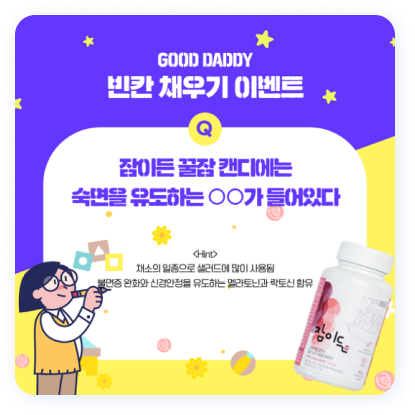 GOOD DADDY
빈칸 채우기 이벤트
Q
잠이든 꿀잠 캔디에는
숙면을 유도하는 ○○가 들어있다
<Hint>
채소의 일종으로 샐러드에 많이 사용됨
불면증 완화와 신경안정을 유도하는 멜라토닌과 락토신 함유
잠이든